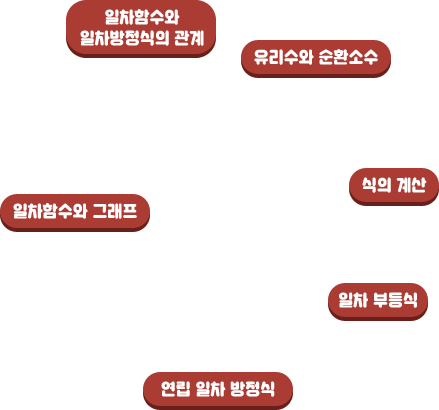 일차함수와
일차방정식의 관계
유리수와 순환소수
식의 계산
일차함수와 그래프
일차 부등식
연립 일차 방정식